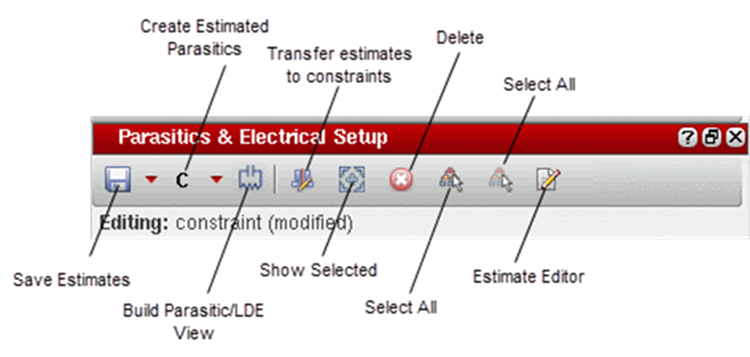 Create Estimated
Parasitics
Transfer estimates
to constraints
Delete
Select All
Parasitics & Electrical Setup
C
Editing: constraint (modified)
Save Estimates
Build Parasitic/LDE
View
Show Selected
Select All
Estimate Editor